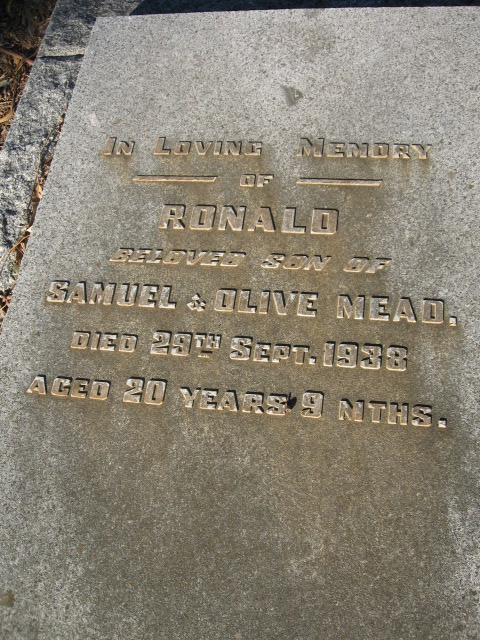 In Loving Memory
OF
RONALD
BELOVED SON OF
SAMUEL & OLIVE MEAD.
DIED 29TH SEPT. 1938
AGED 20 YEARS 9 MTHS.